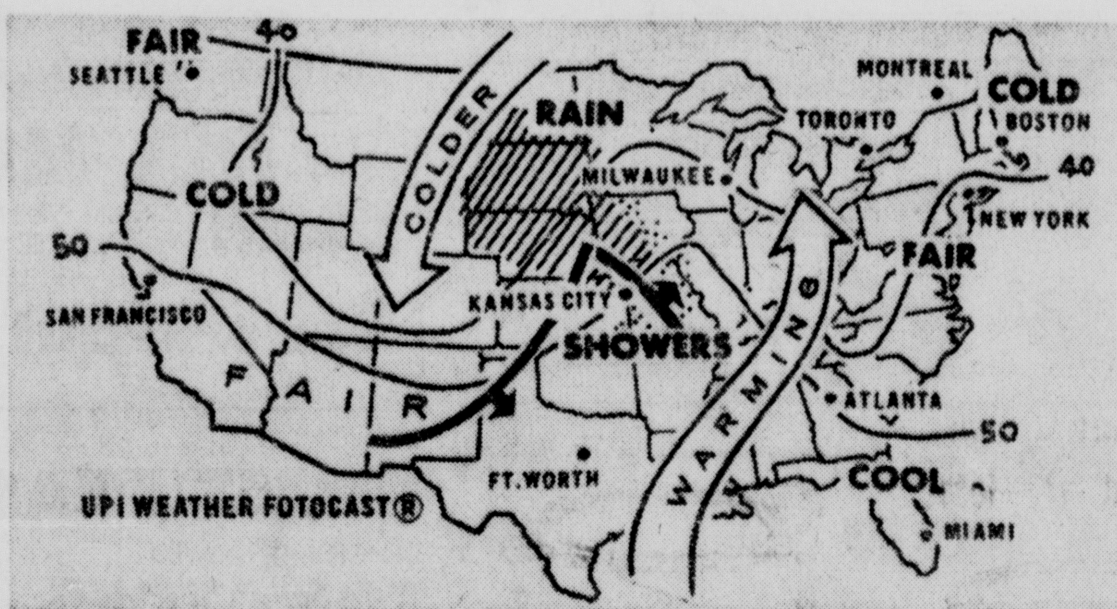 FAIR
40
SEATTLE
COLDER
RAIN
MONTREAL
COLD
TORONTO
BOSTON
MILWAUKEE
40
COLD
NEW YORK
50
FAIR
KANSAS CITY
SAN FRANCISCO
SHOWERS
WARMING
FAIR
ATLANTA
50
FT. WORTH
COOL
UPI WEATHER FOTOCAST®
MIAMI